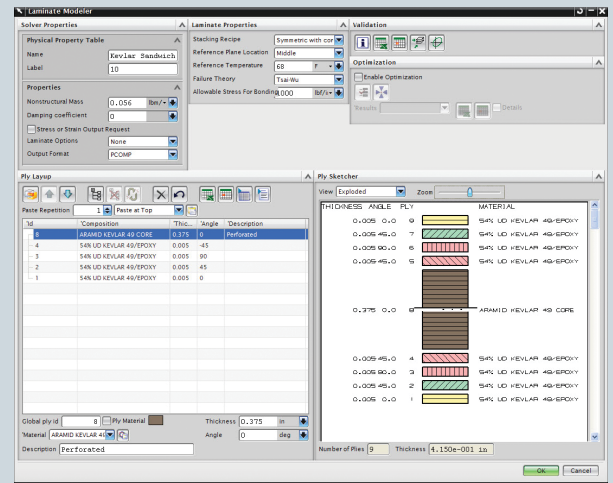 Laminate Modeler
Solver Properties
Physical Property Table
Name Kevlar Sandwich
Label 10
Properties
Nonstructural Mass 0.056 lbm/
Damping coefficient 0
Stress or Strain Output Request
Laminate Options None
Output Format PCOMP
Laminate Properties
Stacking Recipe Symmetric with cor
Reference Plane Location Middle
Reference Temperature 68 F
Failure Theory Tsai-Wu
Allowable Stress For Bonding 8000 lbf/i
Validation
Optimization
Enable Optimization
Results Details
Ply Layup
Paste Repetition 1 Paste at Top
'Id 'Composition 'Thic... 'Angle 'Description
8 ARAMID KEVLAR 49 CORE 0.375 0 Perforated
4 54% UD KEVLAR 49/EPOXY 0.005 -45
3 54% UD KEVLAR 49/EPOXY 0.005 90
2 54% UD KEVLAR 49/EPOXY 0.005 45
1 54% UD KEVLAR 49/EPOXY 0.005 0
Global ply id 8 Ply Material Thickness 0.375 in
'Material ARAMID KEVLAR 4 Angle 0 deg
Description Perforated
Ply Sketcher
View Exploded Zoom
THICKNESS ANGLE PLY MATERIAL
0.005 0.0 9 54% UD KEVLAR 49/EPOXY
0.005 45.0 7 54% UD KEVLAR 49/EPOXY
0.005 90.0 6 54% UD KEVLAR 49/EPOXY
0.005 -45.0 5 54% UD KEVLAR 49/EPOXY
0.375 0.0 8 ARAMID KEVLAR 49 CORE
0.005 -45.0 4 54% UD KEVLAR 49/EPOXY
0.005 90.0 3 54% UD KEVLAR 49/EPOXY
0.005 45.0 2 54% UD KEVLAR 49/EPOXY
0.005 0.0 1 54% UD KEVLAR 49/EPOXY
Number of Plies 9 Thickness 4.150e-001 in
OK Cancel